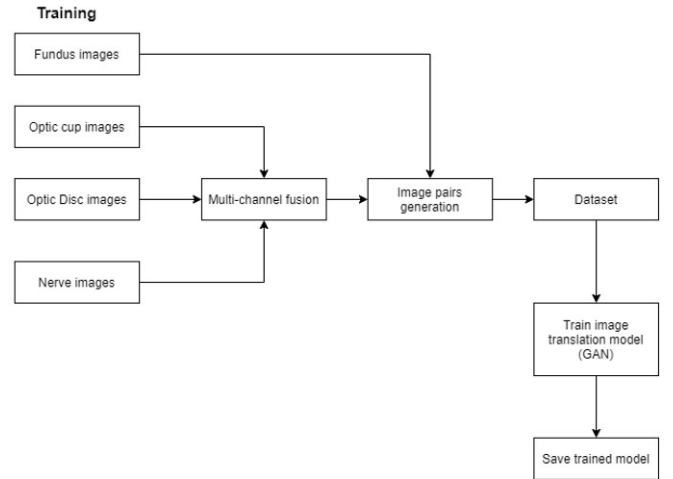 Training
Fundus images
Optic cup images
Optic Disc images
Multi-channel fusion
Image pairs
generation
Dataset
Nerve images
Train image
translation model
(GAN)
Save trained model